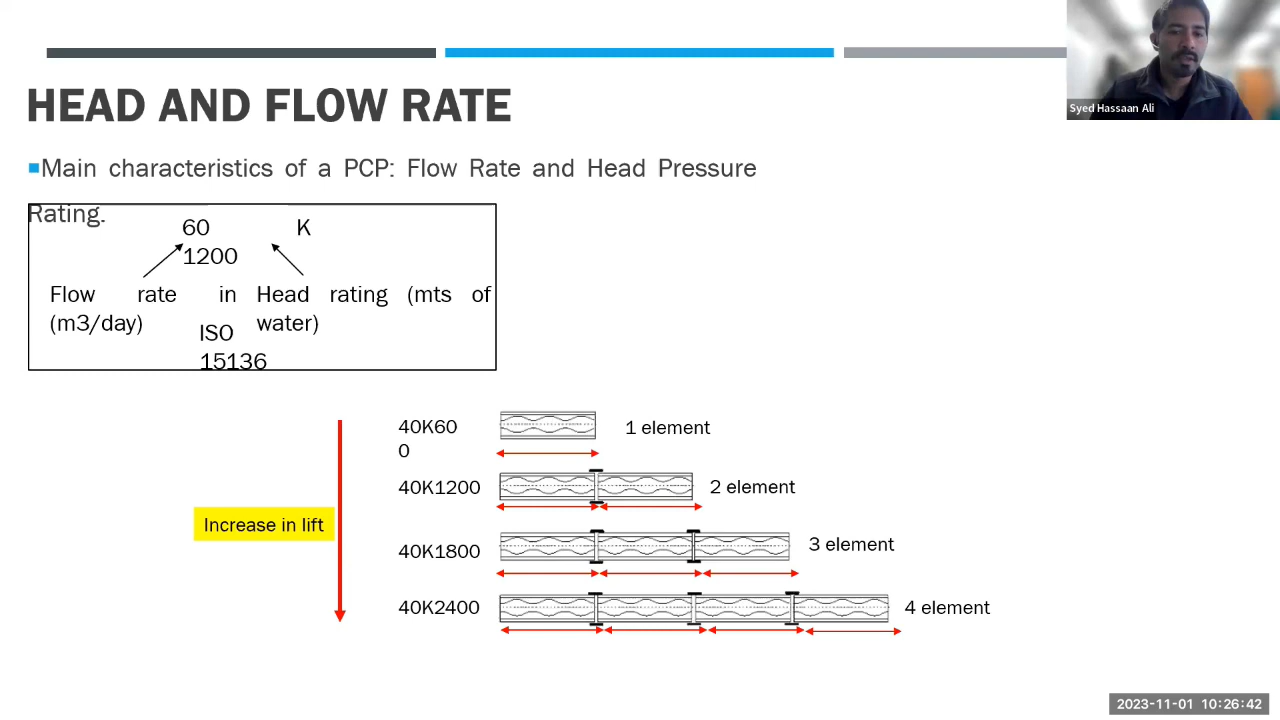 HEAD AND FLOW RATE
Main characteristics of a PCP: Flow Rate and Head Pressure
Rating.
60 K
1200
Flow rate in
(m3/day)
Head rating (mts of
water)
ISO
15136
40K60
0
1 element
40K1200
2 element
Increase in lift
40K1800
3 element
40K2400
4 element
Syed Hassaan Ali
2023-11-01 10:26:42